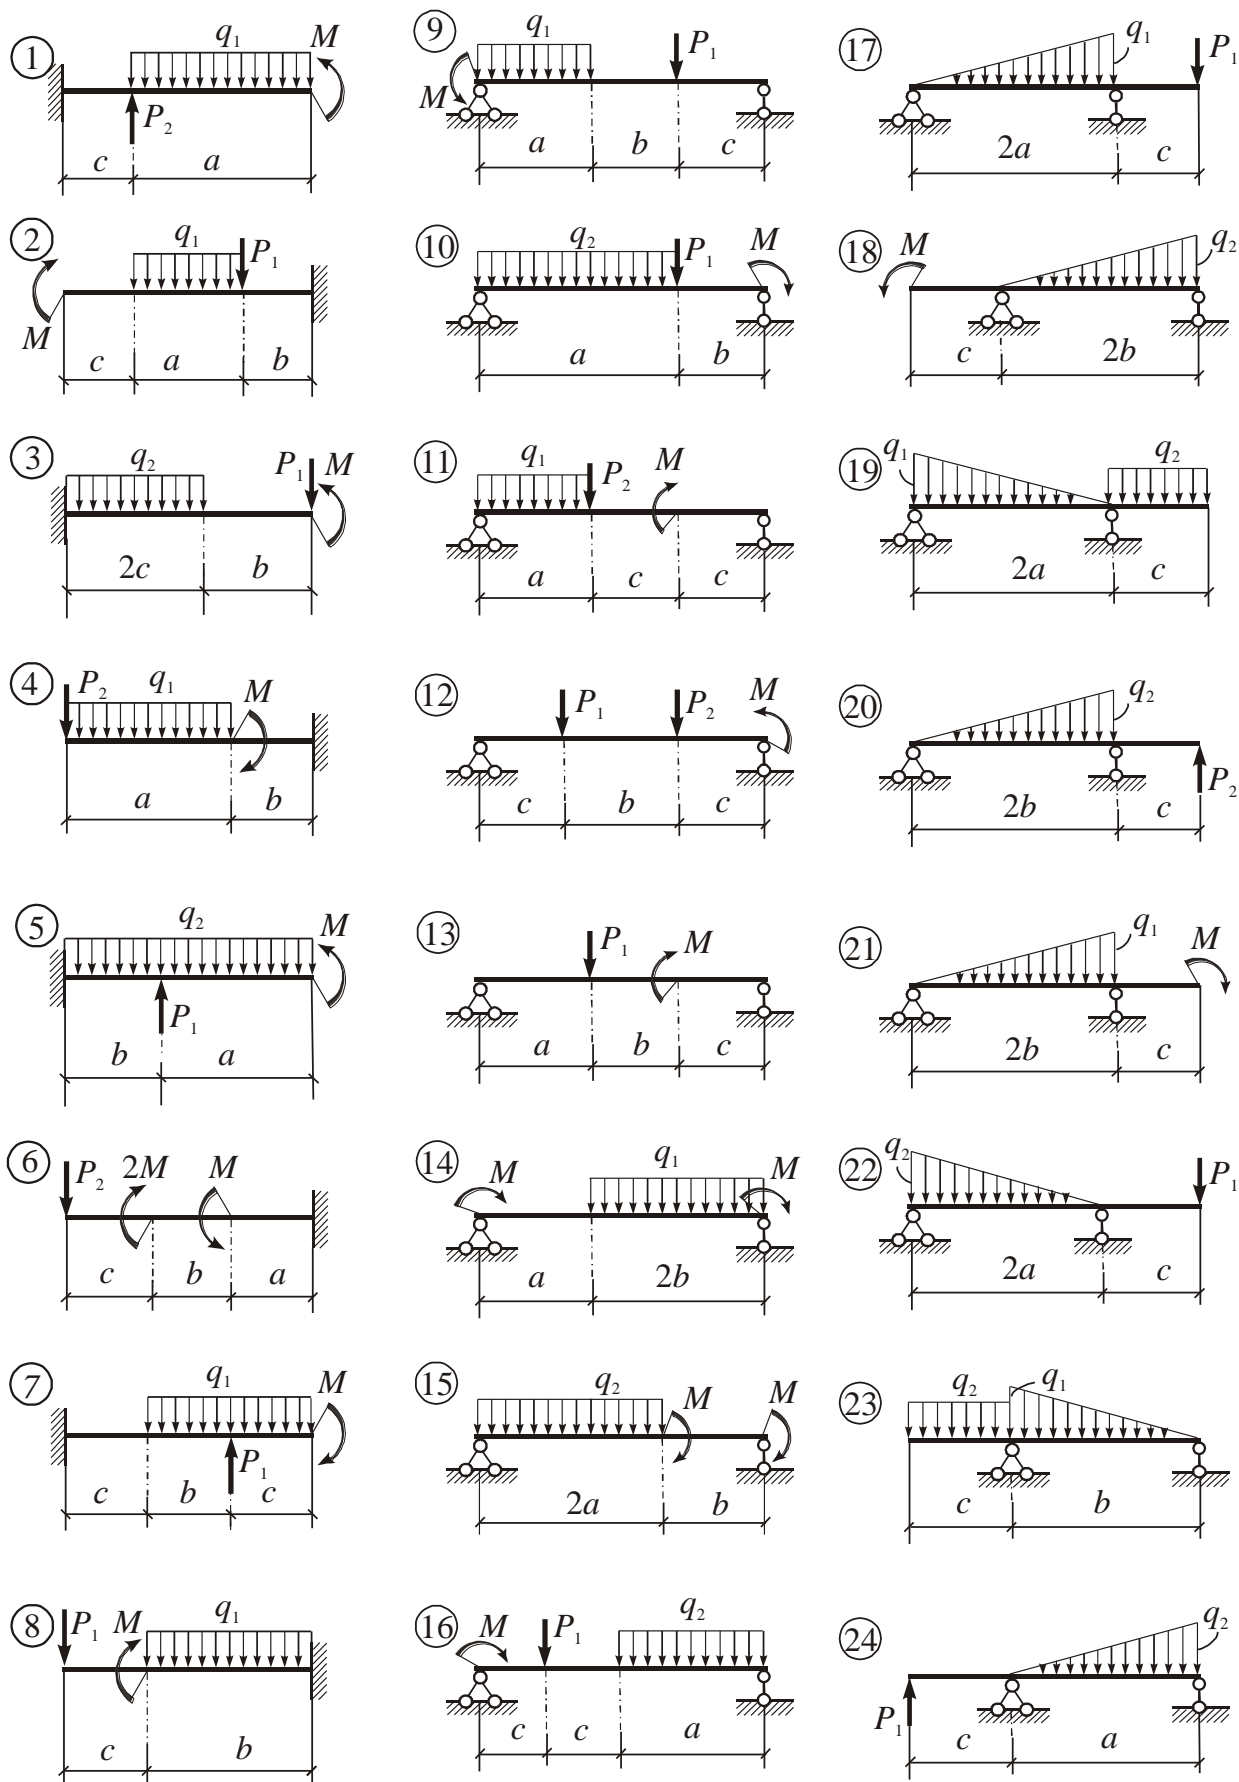 1 q₁ M
P₂
c a
2 q₁ P₁
M
c a b
3 q₂ P₁ M
2c b
4 P₂ q₁ M
a b
5 q₂ M
P₁
b a
6 P₂ 2M M
c b a
7 q₁ M
P₁
c b c
8 P₁ M q₁
c b
9 q₁ P₁
M
a b c
10 q₂ P₁ M
a b
11 q₁ P₂ M
a c c
12 P₁ P₂ M
c b c
13 P₁ M
a b c
14 M q₁ M
a 2b
15 q₂ M M
2a b
16 M P₁ q₂
c c a
17 q₁ P₁
2a c
18 M q₂
c 2b
19 q₁ q₂
2a c
20 q₂
P₂
2b c
21 q₁ M
2b c
22 q₂ P₁
2a c
23 q₂ q₁
c b
24 q₂
P₁
c a